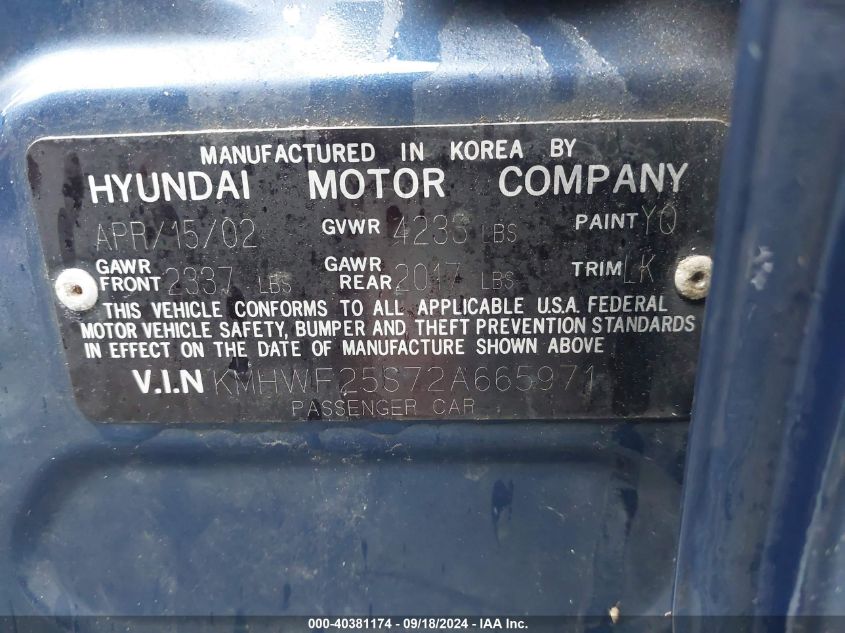 MANUFACTURED IN KOREA BY
HYUNDAI MOTOR COMPANY
APR/15/02 GVWR 4233 LBS PAINT YQ
GAWR FRONT 2337 LBS GAWR REAR 2017 LBS TRIM LK
THIS VEHICLE CONFORMS TO ALL APPLICABLE U.S.A. FEDERAL
MOTOR VEHICLE SAFETY, BUMPER AND THEFT PREVENTION STANDARDS
IN EFFECT ON THE DATE OF MANUFACTURE SHOWN ABOVE
V.I.N KMHWF25S72A665971
PASSENGER CAR
000-40381174 - 09/18/2024 - IAA, Inc.